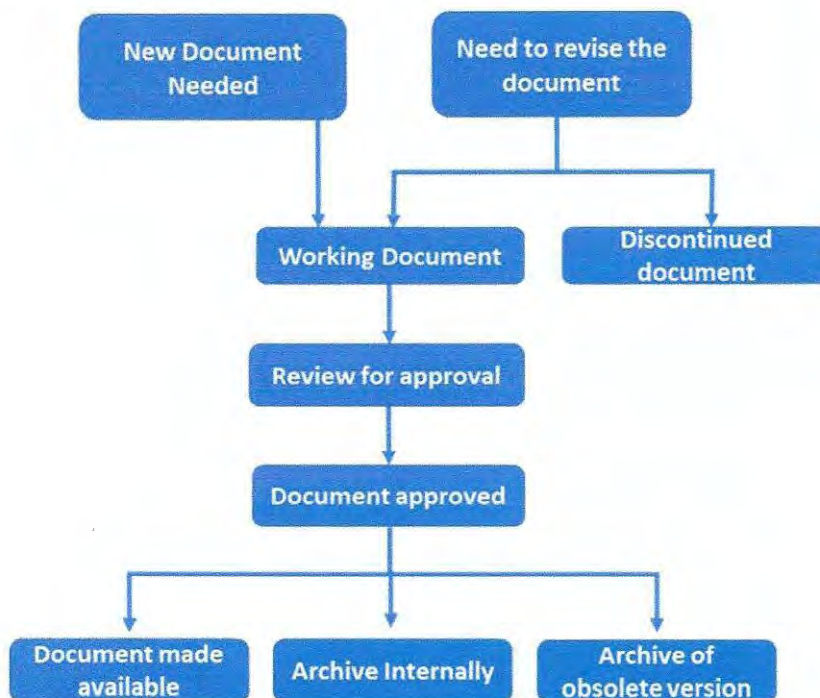 New Document
Needed
Need to revise the
document
Working Document
Discontinued
document
Review for approval
Document approved
Document made
available
Archive Internally
Archive of
obsolete version